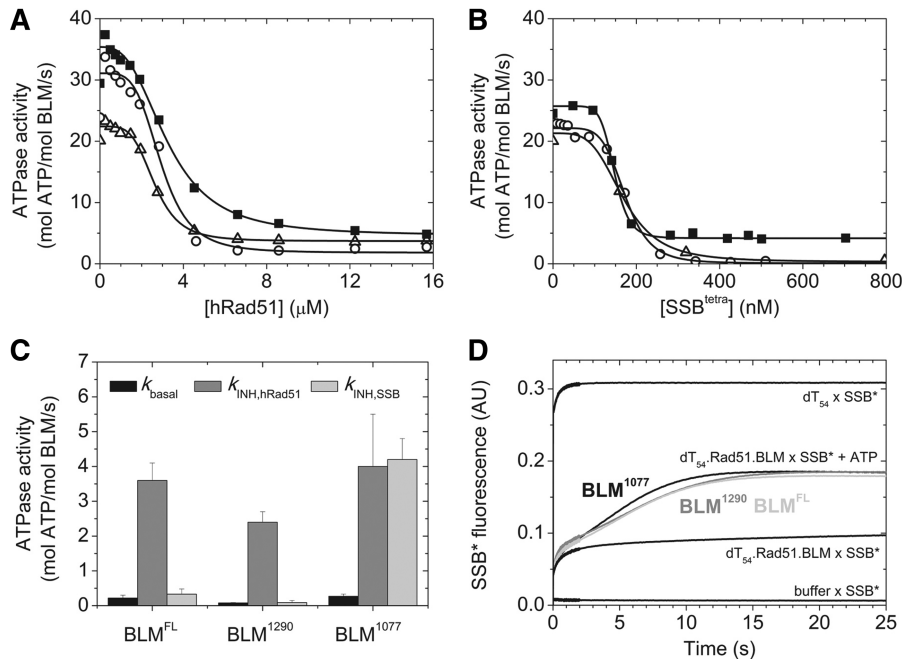 A
ATPase activity
(mol ATP/mol BLM/s)
40
30
20
10
0
0 4 8 12 16
[hRad51] (μM)
B
ATPase activity
(mol ATP/mol BLM/s)
40
30
20
10
0
0 200 400 600 800
[SSB^tetra] (nM)
C
ATPase activity
(mol ATP/mol BLM/s)
7
6
5
4
3
2
1
0
k_basal k_INH,hRad51 k_INH,SSB
BLM^FL BLM^1290 BLM^1077
D
SSB* fluorescence (AU)
0.3
0.2
0.1
0.0
dT_54 x SSB*
dT_54.Rad51.BLM x SSB* + ATP
BLM^1077
BLM^1290 BLM^FL
dT_54.Rad51.BLM x SSB*
buffer x SSB*
0 5 10 15 20 25
Time (s)